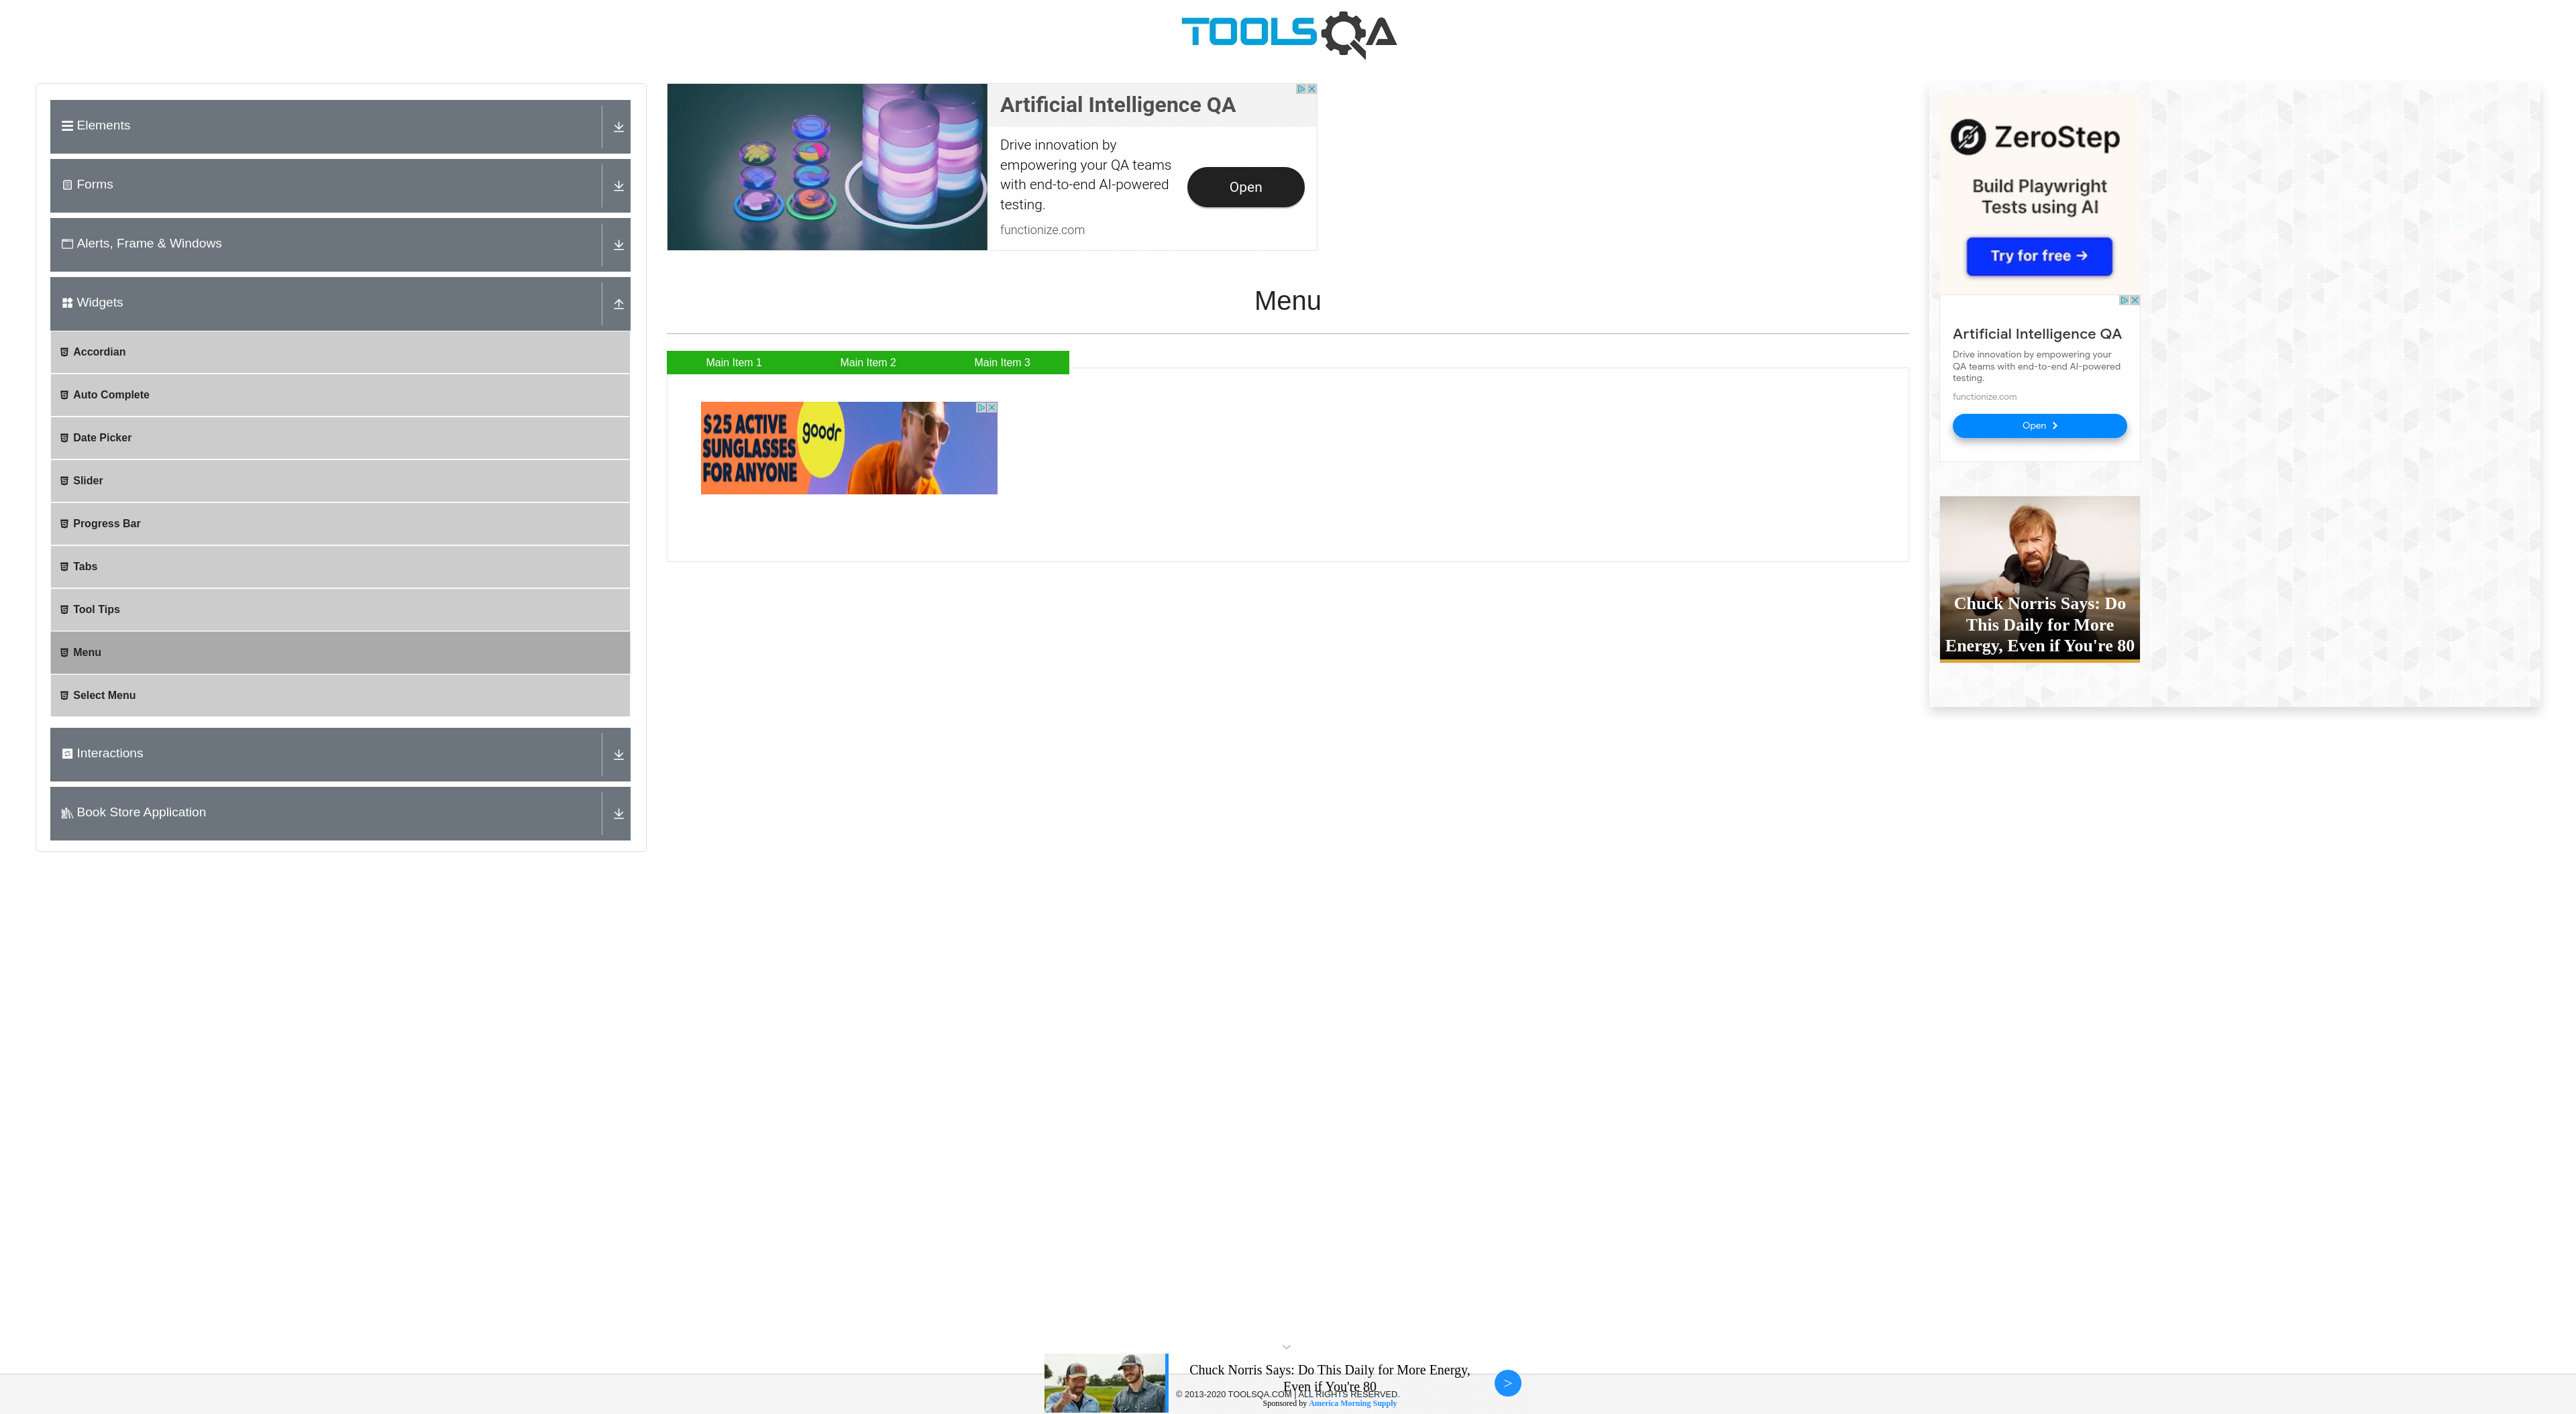 TOOLSQA
Elements
Forms
Alerts, Frame & Windows
Widgets
Accordian
Auto Complete
Date Picker
Slider
Progress Bar
Tabs
Tool Tips
Menu
Select Menu
Interactions
Book Store Application
Artificial Intelligence QA
Drive innovation by
empowering your QA teams
with end-to-end AI-powered
testing.
functionize.com
Open
Menu
Main Item 1 Main Item 2 Main Item 3
$25 ACTIVE
SUNGLASSES
FOR ANYONE
goodr
ZeroStep
Build Playwright
Tests using AI
Try for free →
Artificial Intelligence QA
Drive innovation by empowering your
QA teams with end-to-end AI-powered
testing.
functionize.com
Open
Chuck Norris Says: Do
This Daily for More
Energy, Even if You're 80
Chuck Norris Says: Do This Daily for More Energy,
Even if You're 80
© 2013-2020 TOOLSQA.COM | ALL RIGHTS RESERVED.
Sponsored by America Morning Supply